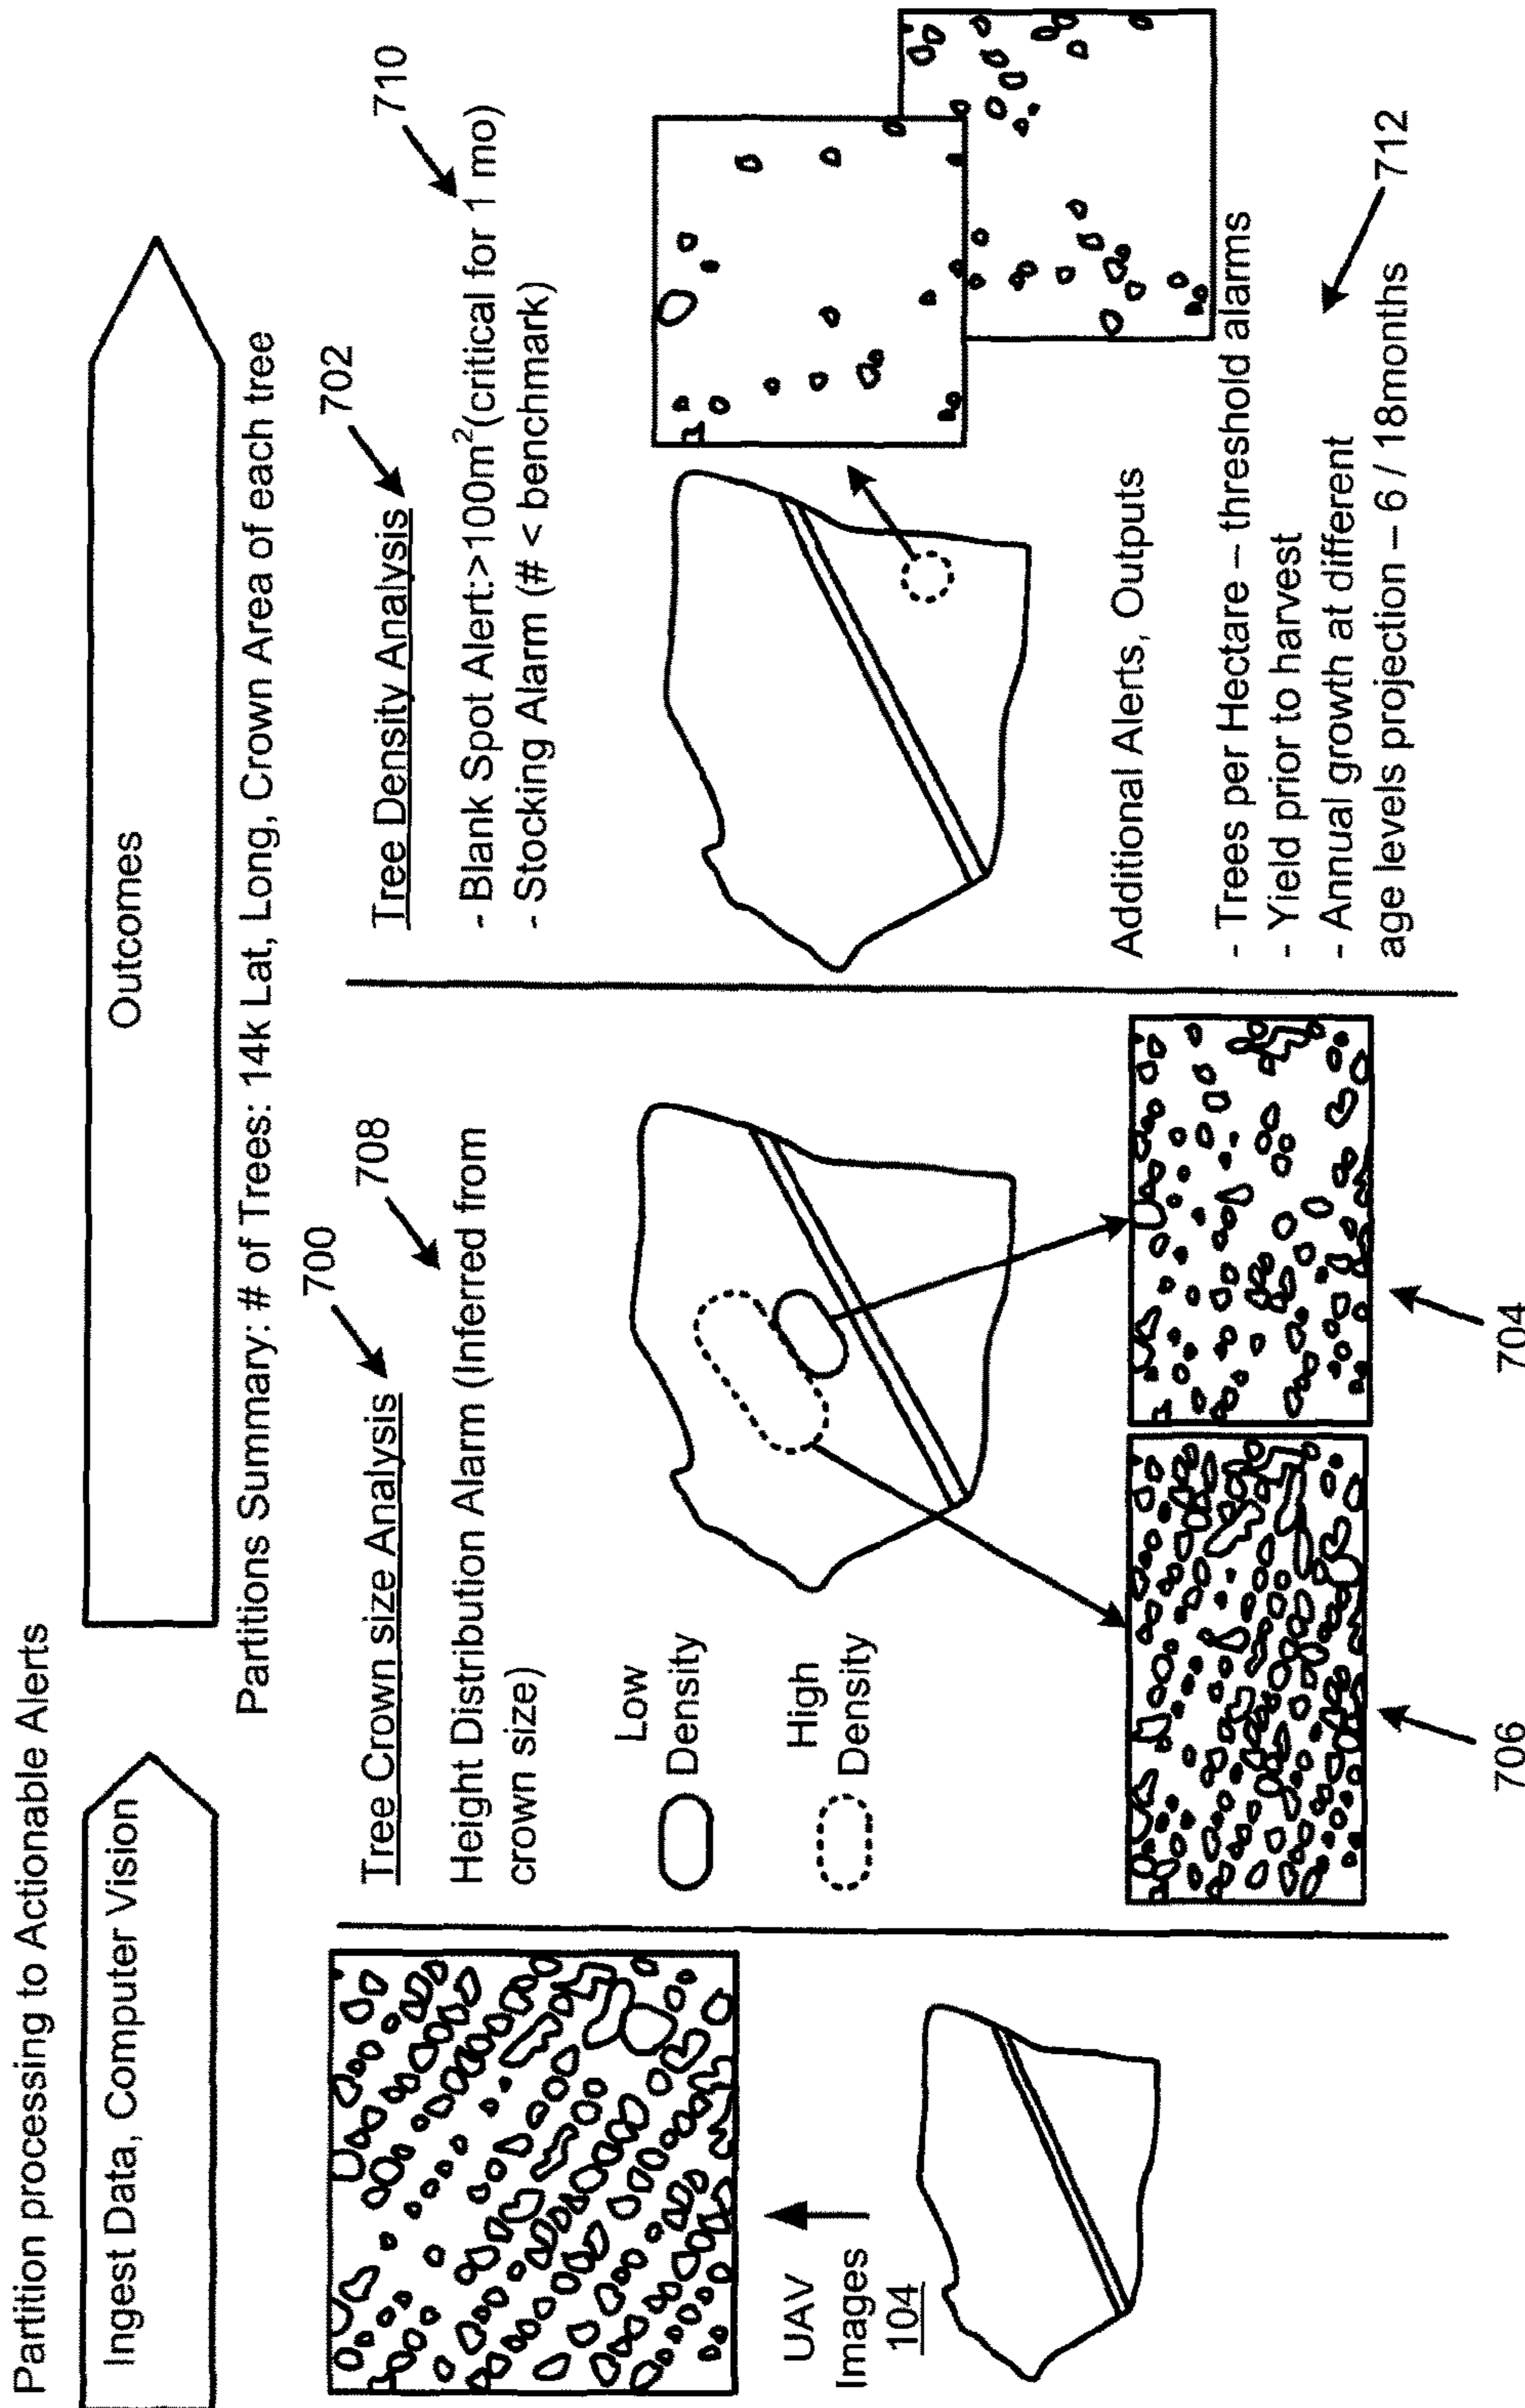 Partition processing to Actionable Alerts
Ingest Data, Computer Vision
Outcomes
Partitions Summary: # of Trees: 14k Lat, Long, Crown Area of each tree
UAV
Images
104
700
Tree Crown size Analysis
708
Height Distribution Alarm (Inferred from
crown size)
Low
Density
High
Density
706
704
702
Tree Density Analysis
710
- Blank Spot Alert:>100m²(critical for 1 mo)
- Stocking Alarm (# < benchmark)
Additional Alerts, Outputs
- Trees per Hectare – threshold alarms
- Yield prior to harvest
- Annual growth at different
age levels projection – 6 / 18months
712